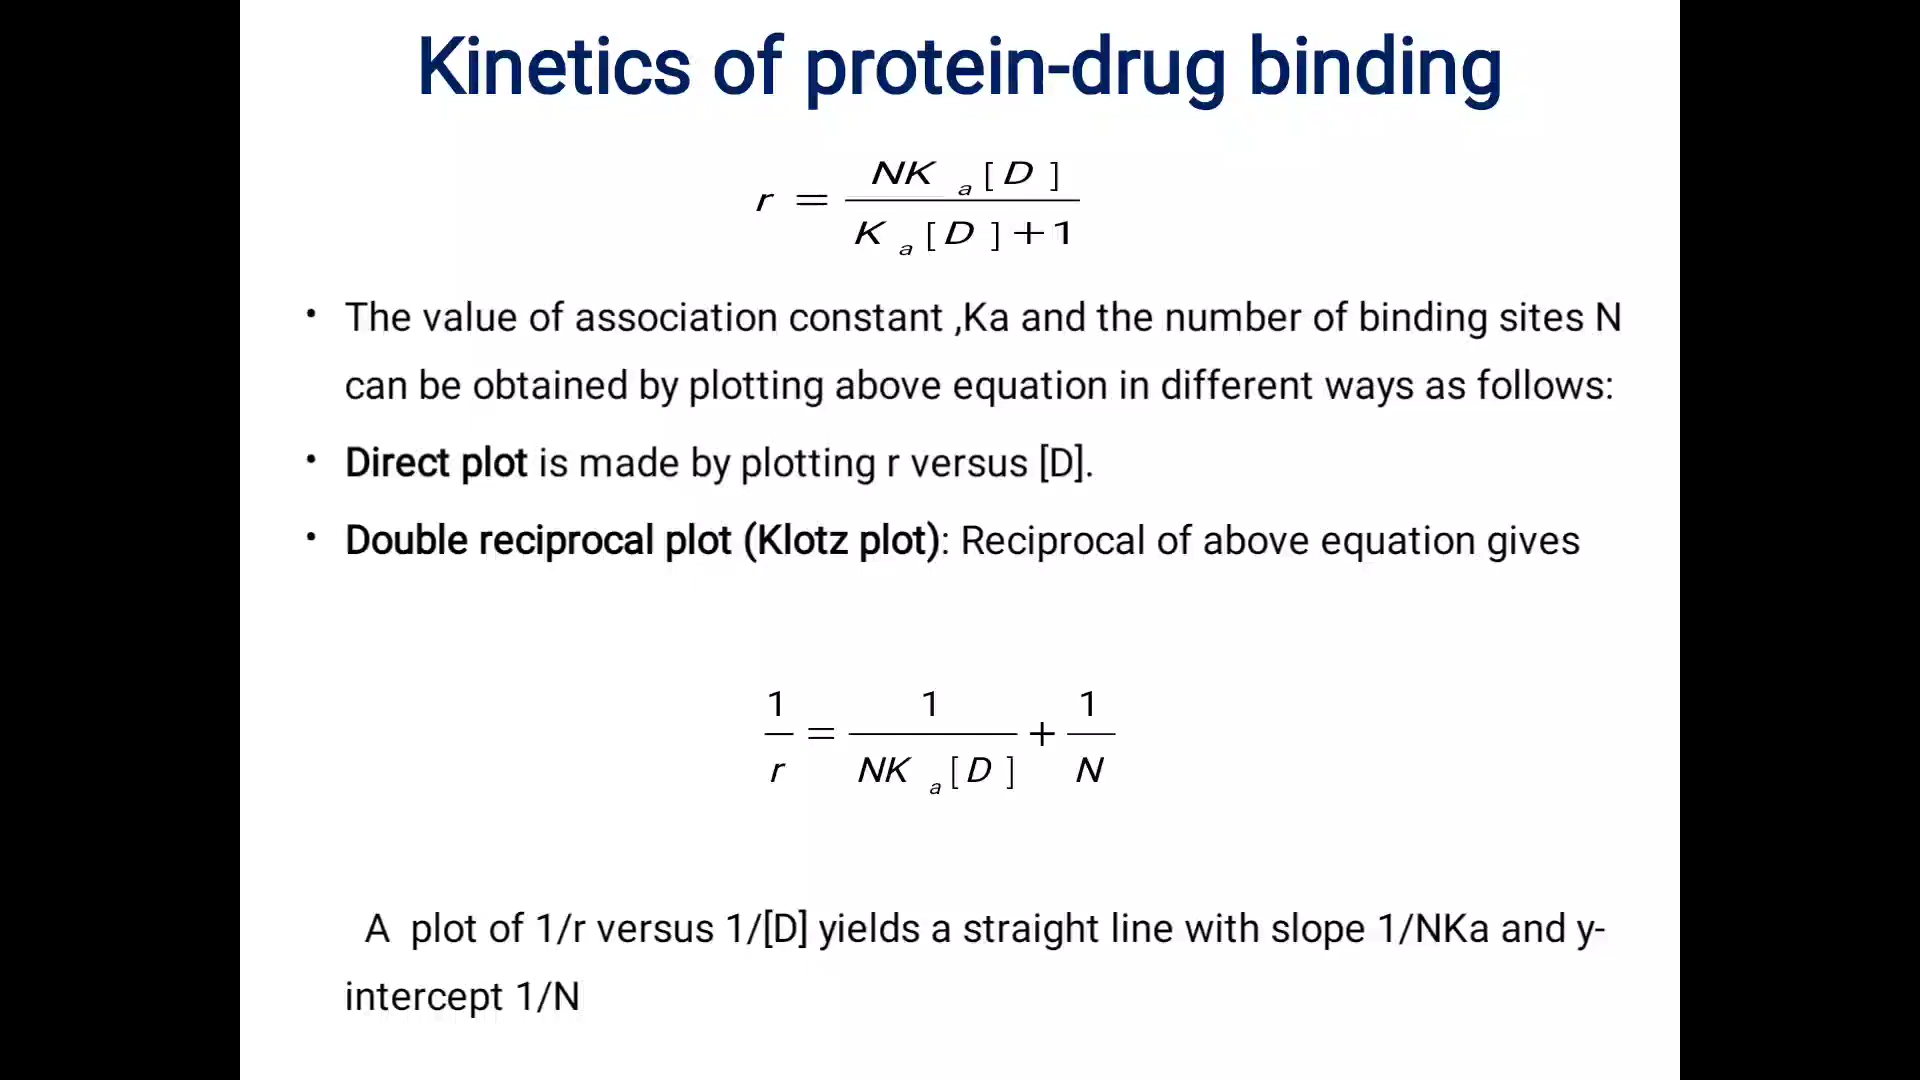 Kinetics of protein-drug binding
r = NK a [ D ] / K a [ D ] + 1
• The value of association constant ,Ka and the number of binding sites N
can be obtained by plotting above equation in different ways as follows:
• Direct plot is made by plotting r versus [D].
• Double reciprocal plot (Klotz plot): Reciprocal of above equation gives
1 / r = 1 / NK a [ D ] + 1 / N
A plot of 1/r versus 1/[D] yields a straight line with slope 1/NKa and y-
intercept 1/N